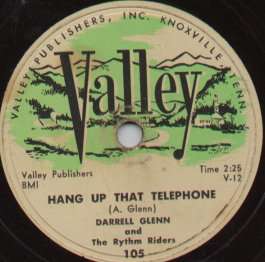 VALLEY PUBLISHERS, INC. KNOXVILLE, TENN.
Valley
Valley Publishers
BMI
Time 2:25
V-12
HANG UP THAT TELEPHONE
(A. Glenn)
DARRELL GLENN
and
The Rythm Riders
105